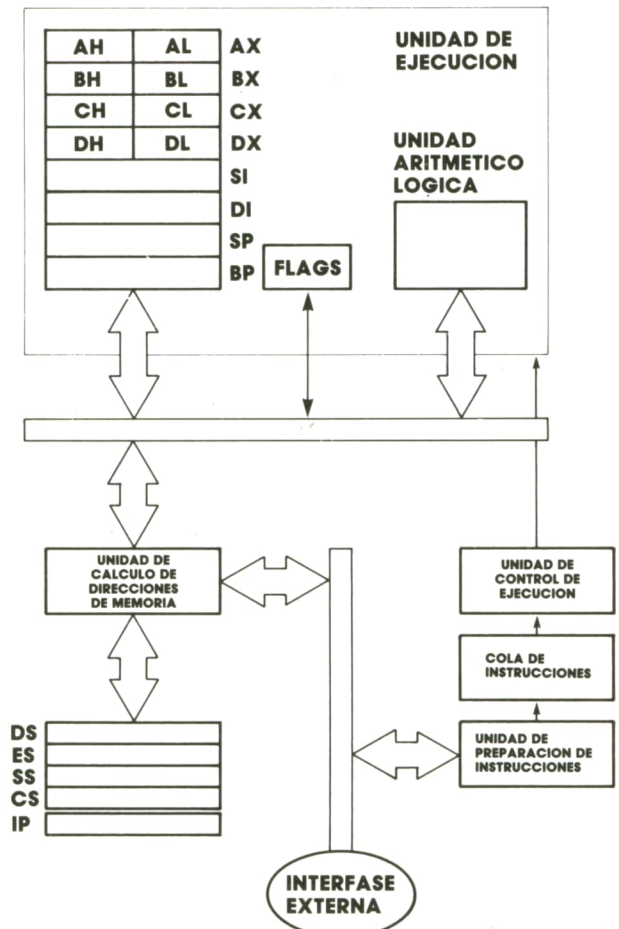 AH AL AX
BH BL BX
CH CL CX
DH DL DX
SI
DI
SP
BP
FLAGS
UNIDAD DE
EJECUCION
UNIDAD
ARITMETICO
LOGICA
UNIDAD DE
CALCULO DE
DIRECCIONES
DE MEMORIA
UNIDAD DE
CONTROL DE
EJECUCION
COLA DE
INSTRUCCIONES
UNIDAD DE
PREPARACION DE
INSTRUCCIONES
DS
ES
SS
CS
IP
INTERFASE
EXTERNA